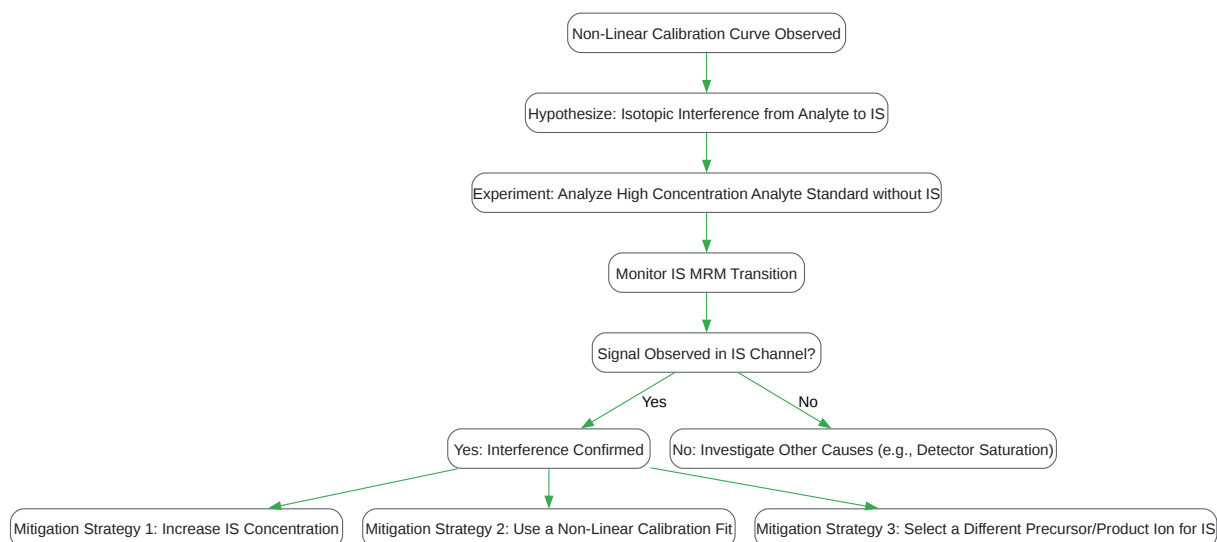 Non-Linear Calibration Curve Observed
Hypothesize: Isotopic Interference from Analyte to IS
Experiment: Analyze High Concentration Analyte Standard without IS
Monitor IS MRM Transition
Signal Observed in IS Channel?
Yes
No
Yes: Interference Confirmed
No: Investigate Other Causes (e.g., Detector Saturation)
Mitigation Strategy 1: Increase IS Concentration
Mitigation Strategy 2: Use a Non-Linear Calibration Fit
Mitigation Strategy 3: Select a Different Precursor/Product Ion for IS